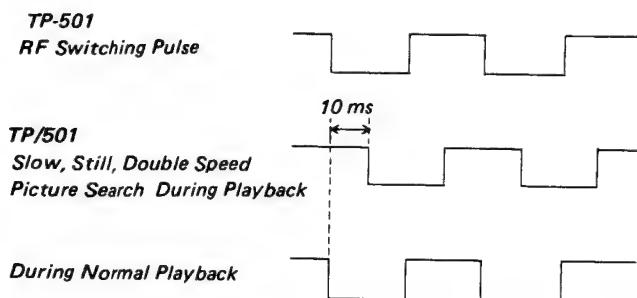 TP-501
RF Switching Pulse
10 ms
TP/501
Slow, Still, Double Speed
Picture Search During Playback
During Normal Playback